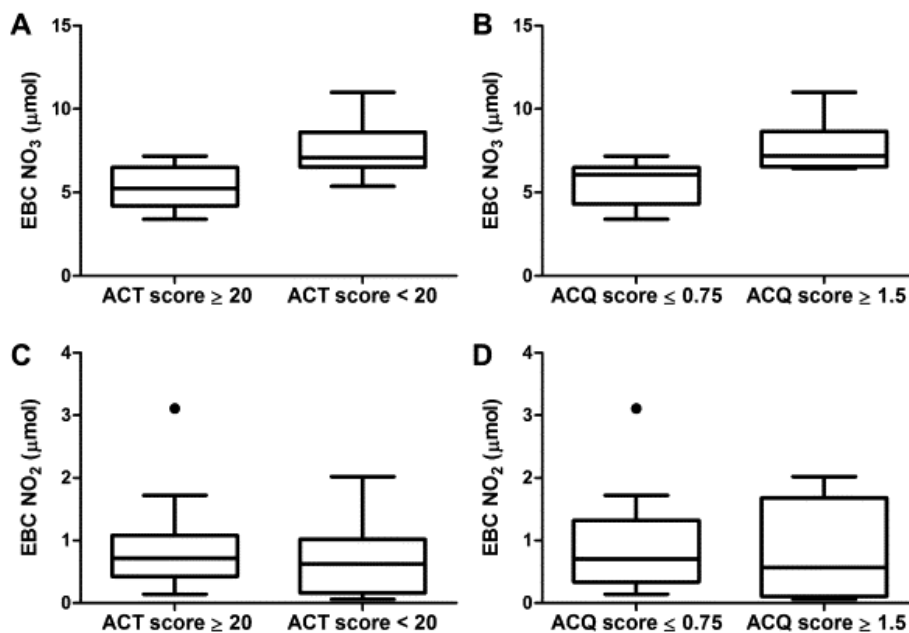 A
EBC NO3 (μmol)
15
10
5
0
ACT score ≥ 20
ACT score < 20
B
EBC NO3 (μmol)
15
10
5
0
ACQ score ≤ 0.75
ACQ score ≥ 1.5
C
EBC NO2 (μmol)
4
3
2
1
0
ACT score ≥ 20
ACT score < 20
D
EBC NO2 (μmol)
4
3
2
1
0
ACQ score ≤ 0.75
ACQ score ≥ 1.5